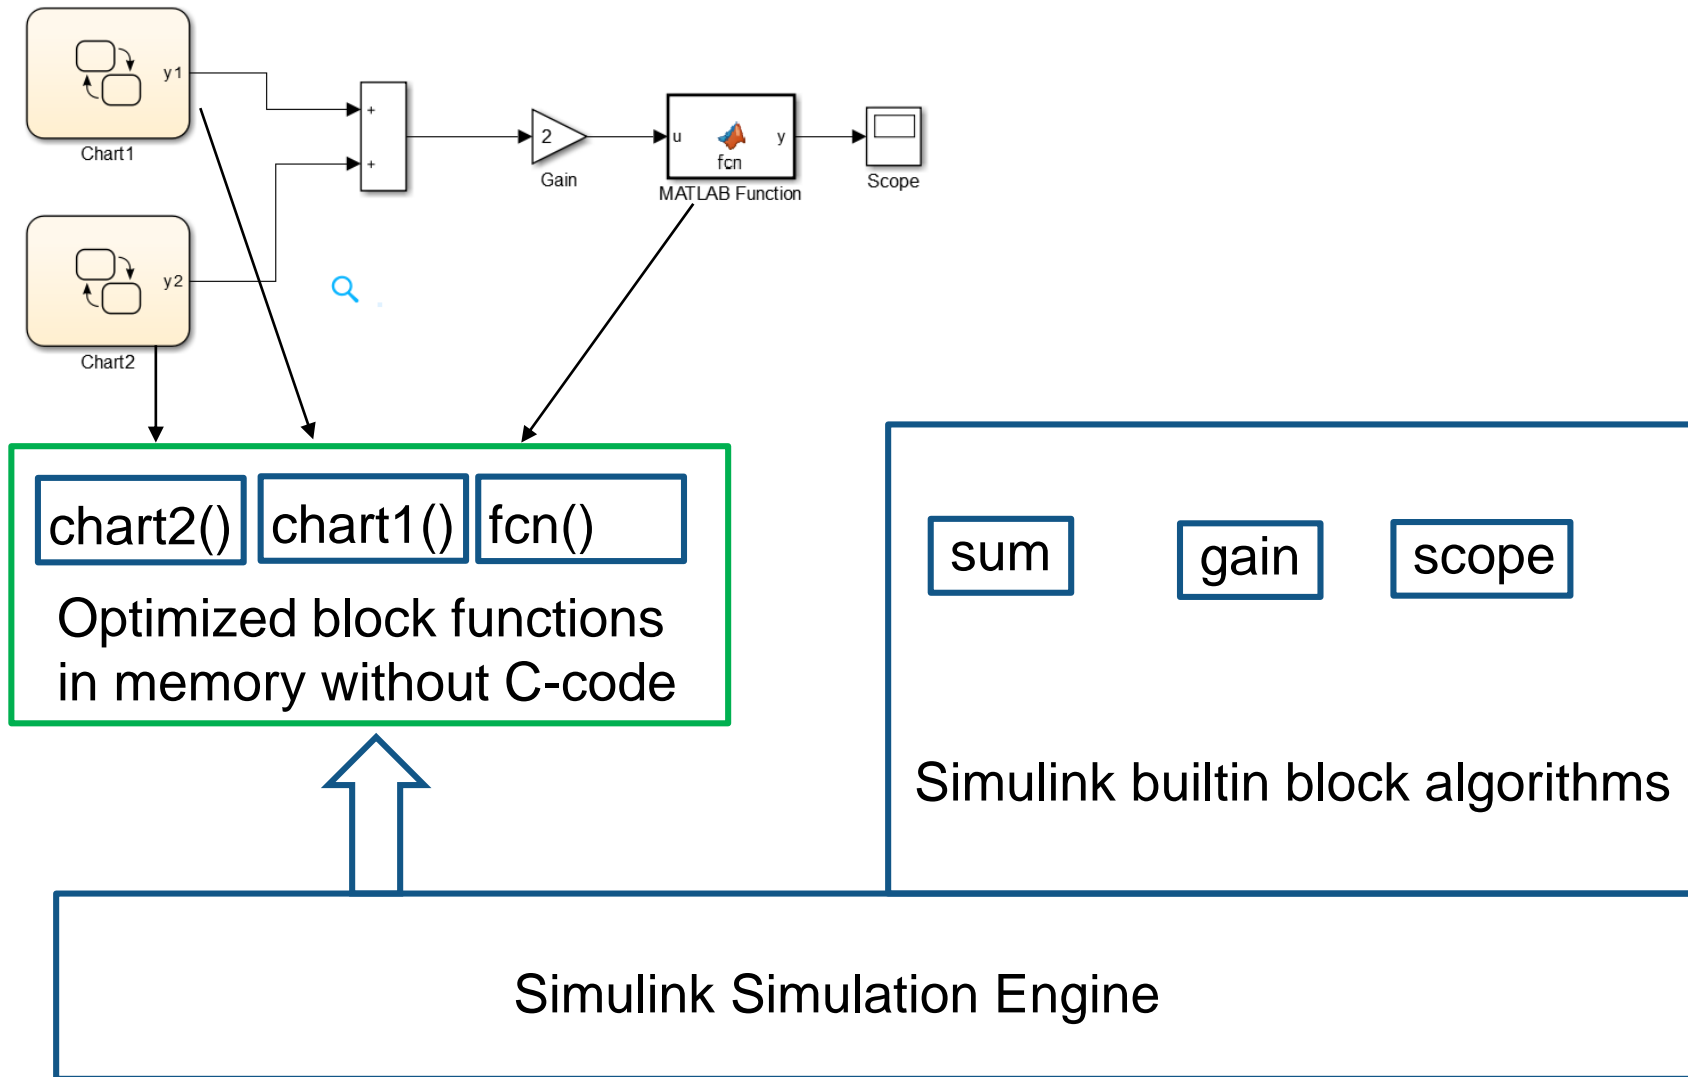 y1
Chart1
+
+
2
Gain
u
fcn
y
MATLAB Function
Scope
y2
Chart2
chart2()
chart1()
fcn()
Optimized block functions
in memory without C-code
sum
gain
scope
Simulink builtin block algorithms
Simulink Simulation Engine